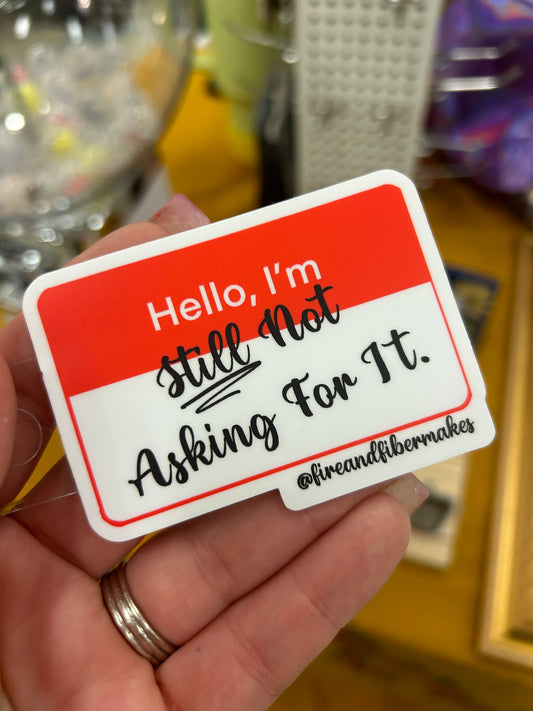 Hello, I'm
Still Not
Asking For It.
@fireandfibermakes